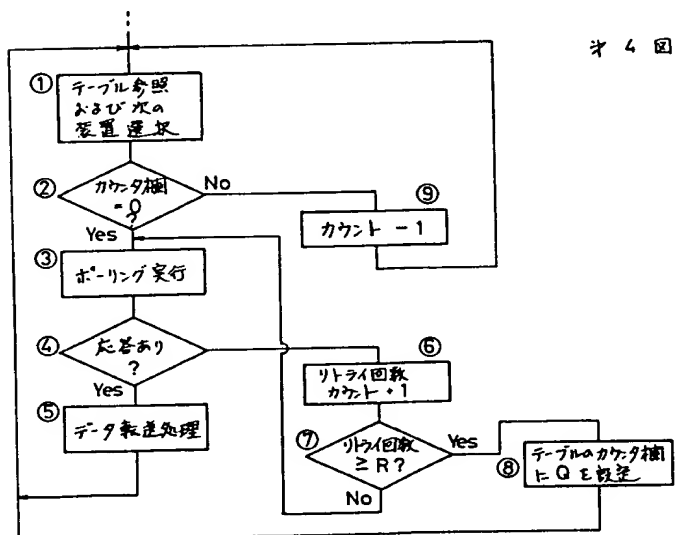 第 4 図
①
テーブル参照
および次の
装置選択
②
カウンタ欄
= 0
?
No
Yes
⑨
カウント - 1
③
ポーリング実行
④
応答あり
?
Yes
⑤
データ転送処理
⑥
リトライ回数
カウント + 1
⑦
リトライ回数
≧ R ?
Yes
No
⑧
テーブルのカウンタ欄
に Q を設定